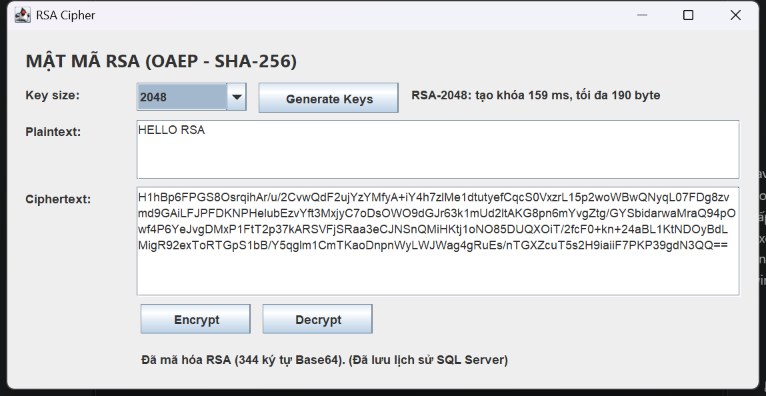 RSA Cipher
MẬT MÃ RSA (OAEP - SHA-256)
Key size:
2048
Generate Keys
RSA-2048: tạo khóa 159 ms, tối đa 190 byte
Plaintext:
HELLO RSA
Ciphertext:
H1hBp6FPGS8OsrqihAr/u/2CvwQdF2ujYzYMfyA+iY4h7zlMe1dtutyefCqcS0VxzrL15p2woWBwQNyqL07FDg8zv
md9GAiLFJPFDKNPHelubEzvYft3MxjyC7oDsOWO9dGJr63k1mUd2ltAKG8pn6mYvgZtg/GYSbidarwaMraQ94pO
wf4P6YeJvgDMxP1FtT2p37kARSVFjSRaa3eCJNSnQMiHKtj1oNO85DUQXOiT/2fcF0+kn+24aBL1KtNDOyBdL
MigR92exToRTGpS1bB/Y5qglm1CmTKaoDnpnWyLWJWag4gRuEs/nTGXZcuT5s2H9iaiiF7PKP39gdN3QQ==
Encrypt
Decrypt
Đã mã hóa RSA (344 ký tự Base64). (Đã lưu lịch sử SQL Server)